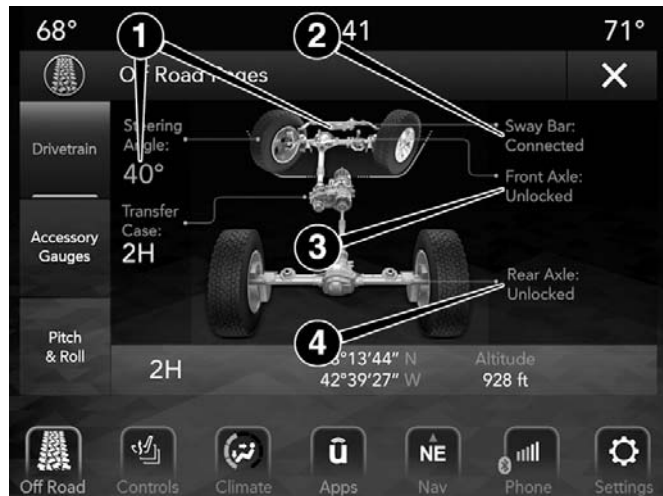 68°
41
71°
1
2
Off Road Pages
Drivetrain
Steering
Angle:
40°
Sway Bar:
Connected
Front Axle:
Unlocked
Transfer
Case:
2H
Accessory
Gauges
3
Rear Axle:
Unlocked
Pitch
& Roll
4
2H
°13'44" N
42°39'27" W
Altitude
928 ft
Off Road
Controls
Climate
ū
Apps
NE
Nav
Phone
Settings